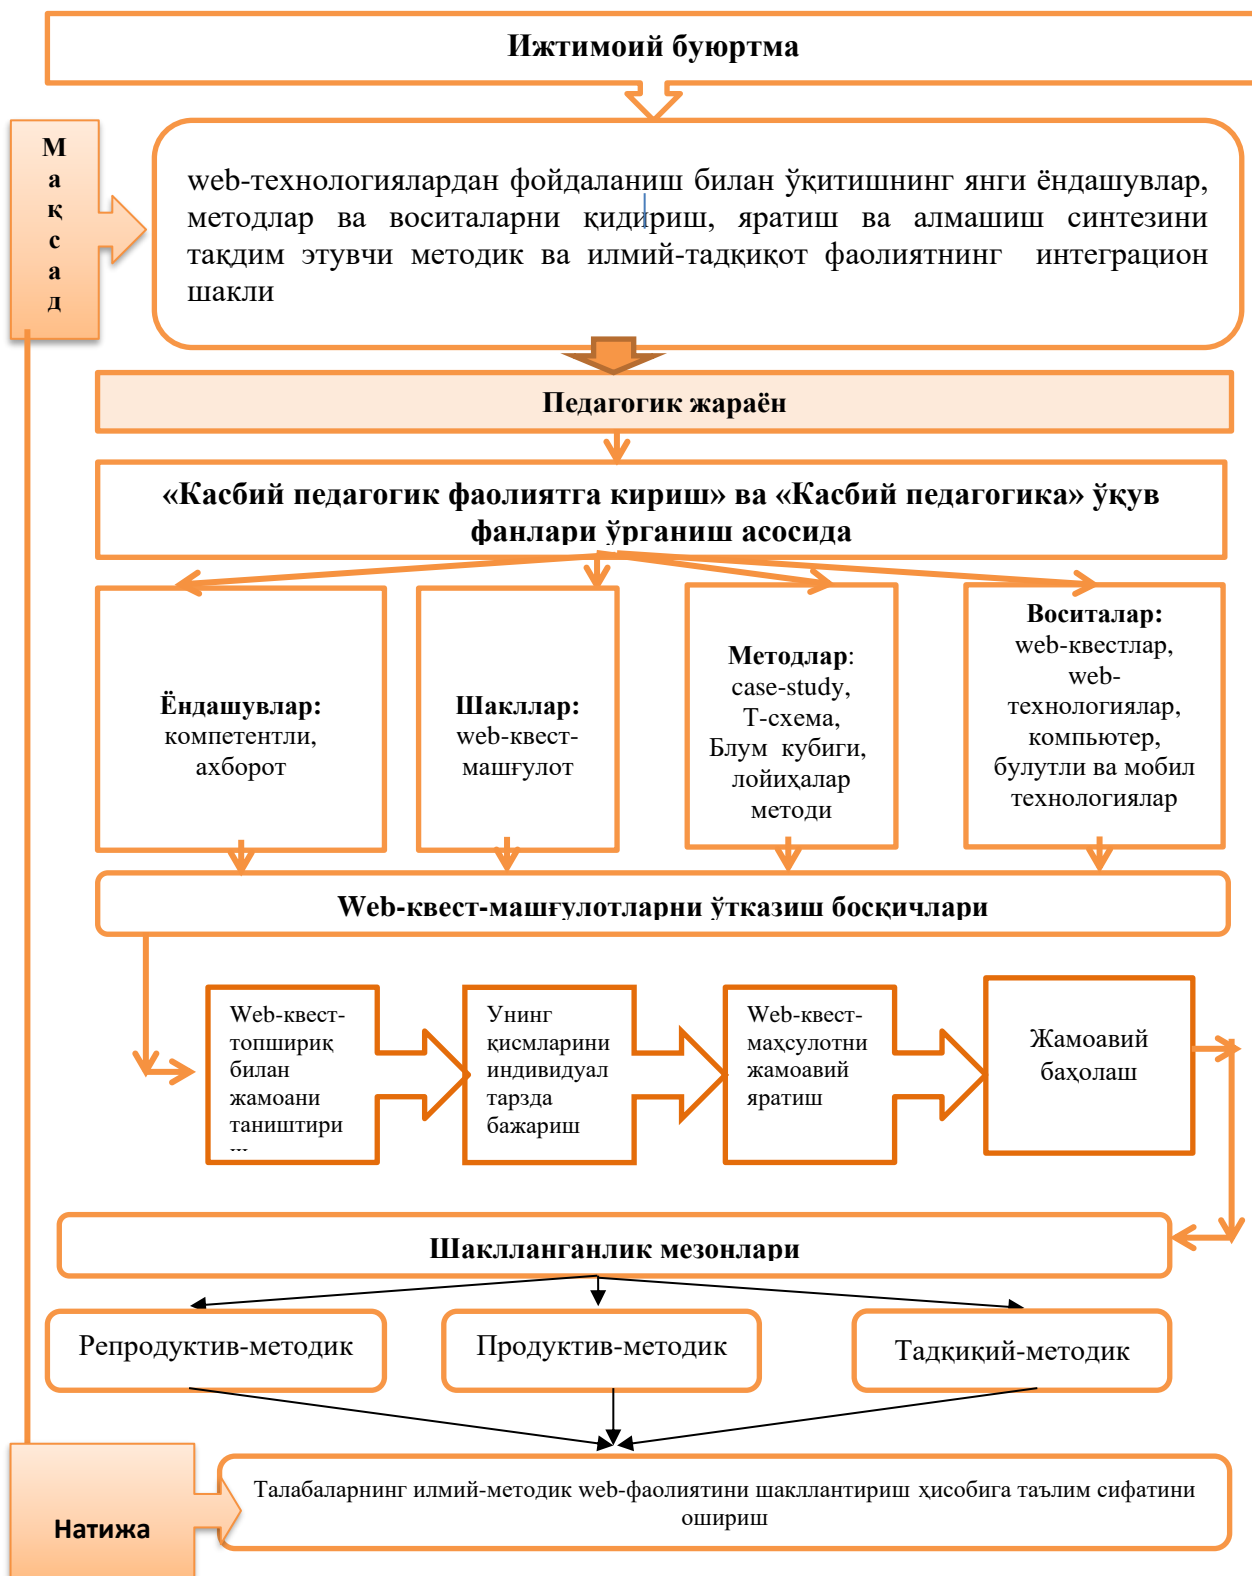 Ижтимоий буюртма
Мақсад
web-технологиялардан фойдаланиш билан ўқитишнинг янги ёндашувлар,
методлар ва воситаларни қидириш, яратиш ва алмашиш синтезини
тақдим этувчи методик ва илмий-тадқиқот фаолиятнинг интеграцион
шакли
Педагогик жараён
«Касбий педагогик фаолиятга кириш» ва «Касбий педагогика» ўқув
фанлари ўрганиш асосида
Ёндашувлар:
компетентли,
ахборот
Шакллар:
web-квест-
машғулот
Методлар:
case-study,
Т-схема,
Блум кубиги,
лойиҳалар
методи
Воситалар:
web-квестлар,
web-
технологиялар,
компьютер,
булутли ва мобил
технологиялар
Web-квест-машғулотларни ўтказиш босқичлари
Web-квест-
топшириқ
билан
жамоани
таништири
Унинг
қисмларини
индивидуал
тарзда
бажариш
Web-квест-
маҳсулотни
жамоавий
яратиш
Жамоавий
баҳолаш
Шаклланганлик мезонлари
Репродуктив-методик
Продуктив-методик
Тадқиқий-методик
Натижа
Талабаларнинг илмий-методик web-фаолиятини шакллантириш ҳисобига таълим сифатини
ошириш